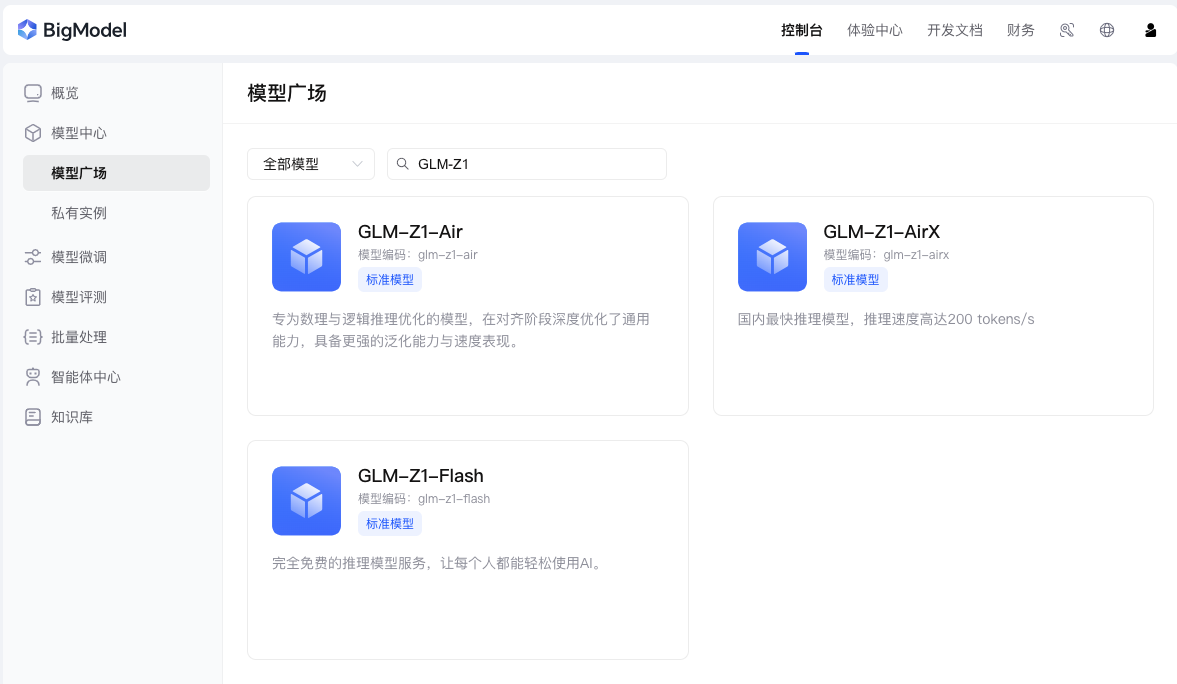 BigModel
控制台 体验中心 开发文档 财务
概览
模型中心
模型广场
私有实例
模型微调
模型评测
批量处理
智能体中心
知识库
模型广场
全部模型 GLM-Z1
GLM-Z1-Air
模型编码：glm-z1-air
标准模型
专为数理与逻辑推理优化的模型，在对齐阶段深度优化了通用
能力，具备更强的泛化能力与速度表现。
GLM-Z1-AirX
模型编码：glm-z1-airx
标准模型
国内最快推理模型，推理速度高达200 tokens/s
GLM-Z1-Flash
模型编码：glm-z1-flash
标准模型
完全免费的推理模型服务，让每个人都能轻松使用AI。